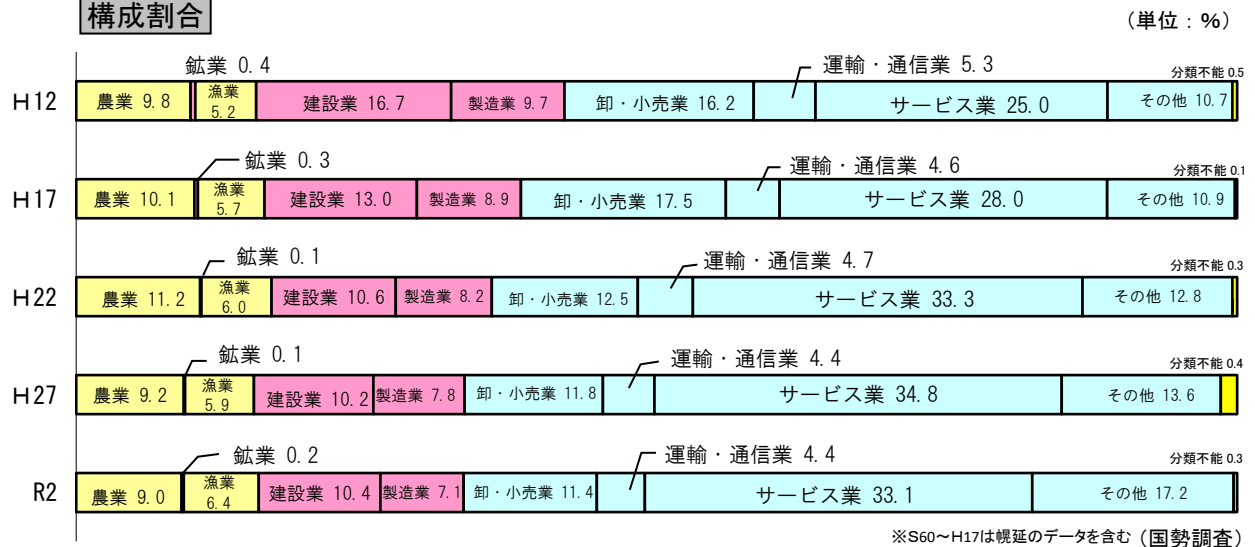 構成割合
(単位：%)
鉱業 0.4
運輸・通信業 5.3
分類不能 0.5
H12
農業 9.8
漁業
5.2
建設業 16.7
製造業 9.7
卸・小売業 16.2
サービス業 25.0
その他 10.7
鉱業 0.3
運輸・通信業 4.6
分類不能 0.1
H17
農業 10.1
漁業
5.7
建設業 13.0
製造業 8.9
卸・小売業 17.5
サービス業 28.0
その他 10.9
鉱業 0.1
運輸・通信業 4.7
分類不能 0.3
H22
農業 11.2
漁業
6.0
建設業 10.6
製造業 8.2
卸・小売業 12.5
サービス業 33.3
その他 12.8
鉱業 0.1
運輸・通信業 4.4
分類不能 0.4
H27
農業 9.2
漁業
5.9
建設業 10.2
製造業 7.8
卸・小売業 11.8
サービス業 34.8
その他 13.6
鉱業 0.2
運輸・通信業 4.4
分類不能 0.3
R2
農業 9.0
漁業
6.4
建設業 10.4
製造業 7.1
卸・小売業 11.4
サービス業 33.1
その他 17.2
※S60～H17は幌延のデータを含む (国勢調査)